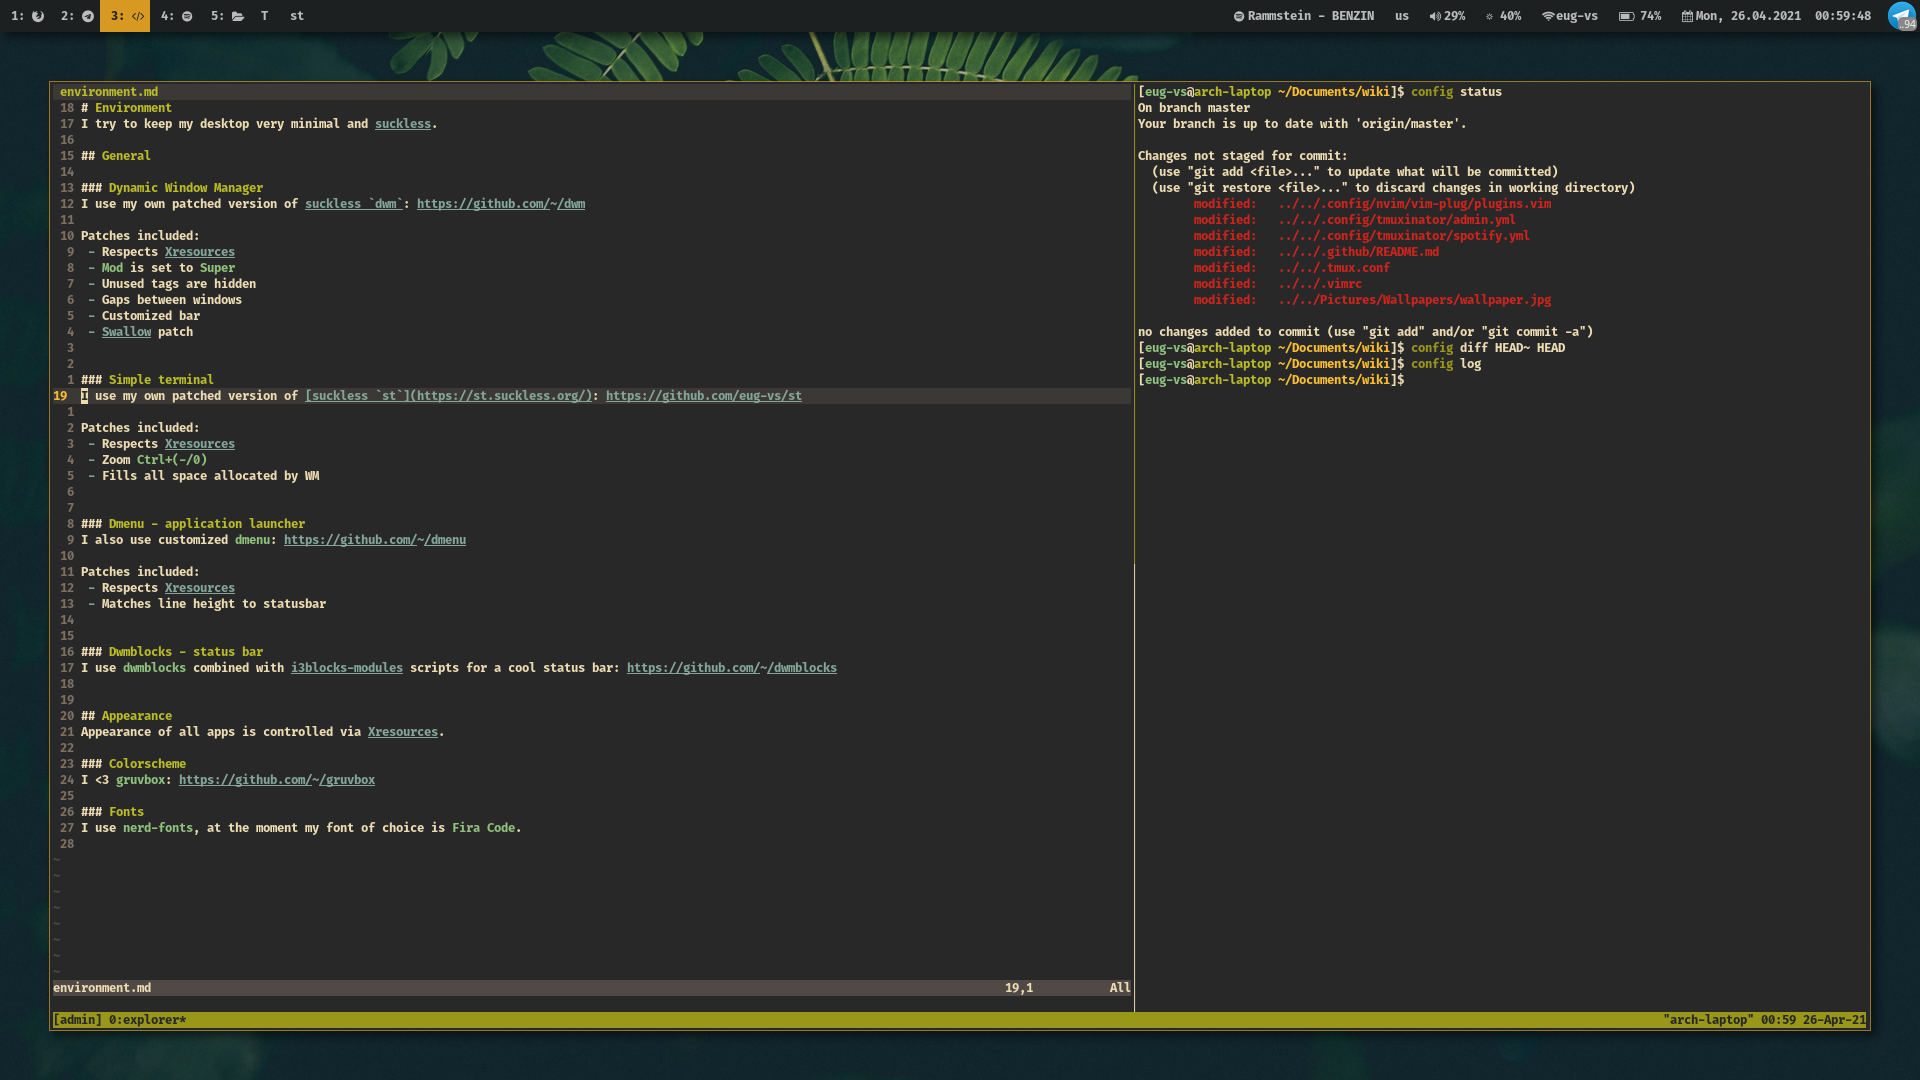 1: 2: 3: </> 4: 5: T st
Rammstein - BENZIN us 29% 40% eug-vs 74% Mon, 26.04.2021 00:59:48 94
environment.md
18 # Environment
17 I try to keep my desktop very minimal and suckless.
16
15 ## General
14
13 ### Dynamic Window Manager
12 I use my own patched version of suckless `dwm`: https://github.com/~/dwm
11
10 Patches included:
9 - Respects Xresources
8 - Mod is set to Super
7 - Unused tags are hidden
6 - Gaps between windows
5 - Customized bar
4 - Swallow patch
3
2
1 ### Simple terminal
19 I use my own patched version of [suckless `st`](https://st.suckless.org/): https://github.com/eug-vs/st
1
2 Patches included:
3 - Respects Xresources
4 - Zoom Ctrl+(-/0)
5 - Fills all space allocated by WM
6
7
8 ### Dmenu - application launcher
9 I also use customized dmenu: https://github.com/~/dmenu
10
11 Patches included:
12 - Respects Xresources
13 - Matches line height to statusbar
14
15
16 ### Dwmblocks - status bar
17 I use dwmblocks combined with i3blocks-modules scripts for a cool status bar: https://github.com/~/dwmblocks
18
19
20 ## Appearance
21 Appearance of all apps is controlled via Xresources.
22
23 ### Colorscheme
24 I <3 gruvbox: https://github.com/~/gruvbox
25
26 ### Fonts
27 I use nerd-fonts, at the moment my font of choice is Fira Code.
28
~
~
~
~
~
~
~
~
environment.md 19,1 All
[eug-vs@arch-laptop ~/Documents/wiki]$ config status
On branch master
Your branch is up to date with 'origin/master'.
Changes not staged for commit:
(use "git add <file>..." to update what will be committed)
(use "git restore <file>..." to discard changes in working directory)
modified: ../../.config/nvim/vim-plug/plugins.vim
modified: ../../.config/tmuxinator/admin.yml
modified: ../../.config/tmuxinator/spotify.yml
modified: ../../.github/README.md
modified: ../../.tmux.conf
modified: ../../.vimrc
modified: ../../Pictures/Wallpapers/wallpaper.jpg
no changes added to commit (use "git add" and/or "git commit -a")
[eug-vs@arch-laptop ~/Documents/wiki]$ config diff HEAD~ HEAD
[eug-vs@arch-laptop ~/Documents/wiki]$ config log
[eug-vs@arch-laptop ~/Documents/wiki]$
[admin] 0:explorer* "arch-laptop" 00:59 26-Apr-21